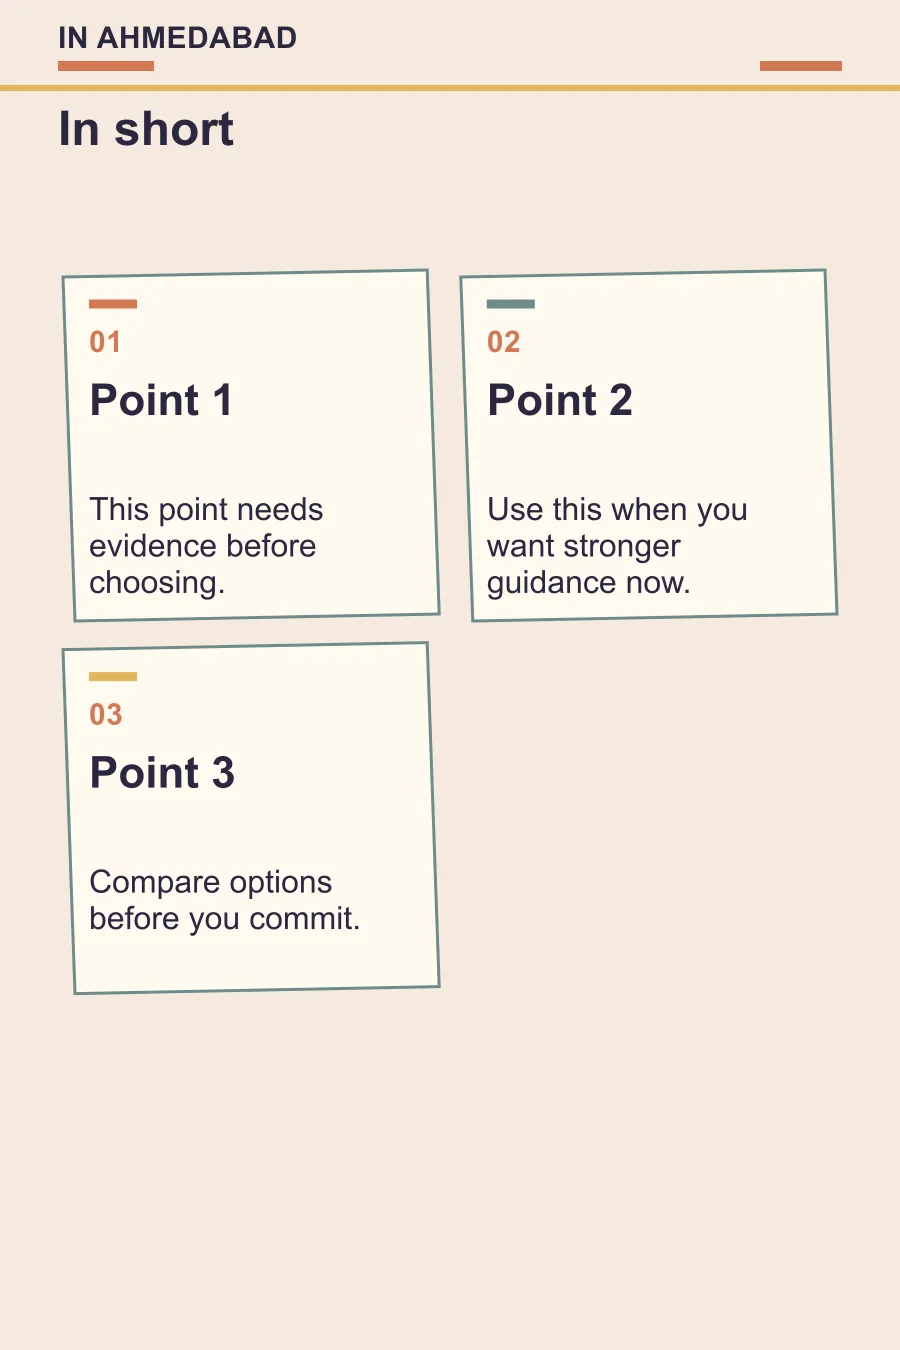 IN AHMEDABAD
In short
01
Point 1
This point needs
evidence before
choosing.
02
Point 2
Use this when you
want stronger
guidance now.
03
Point 3
Compare options
before you commit.